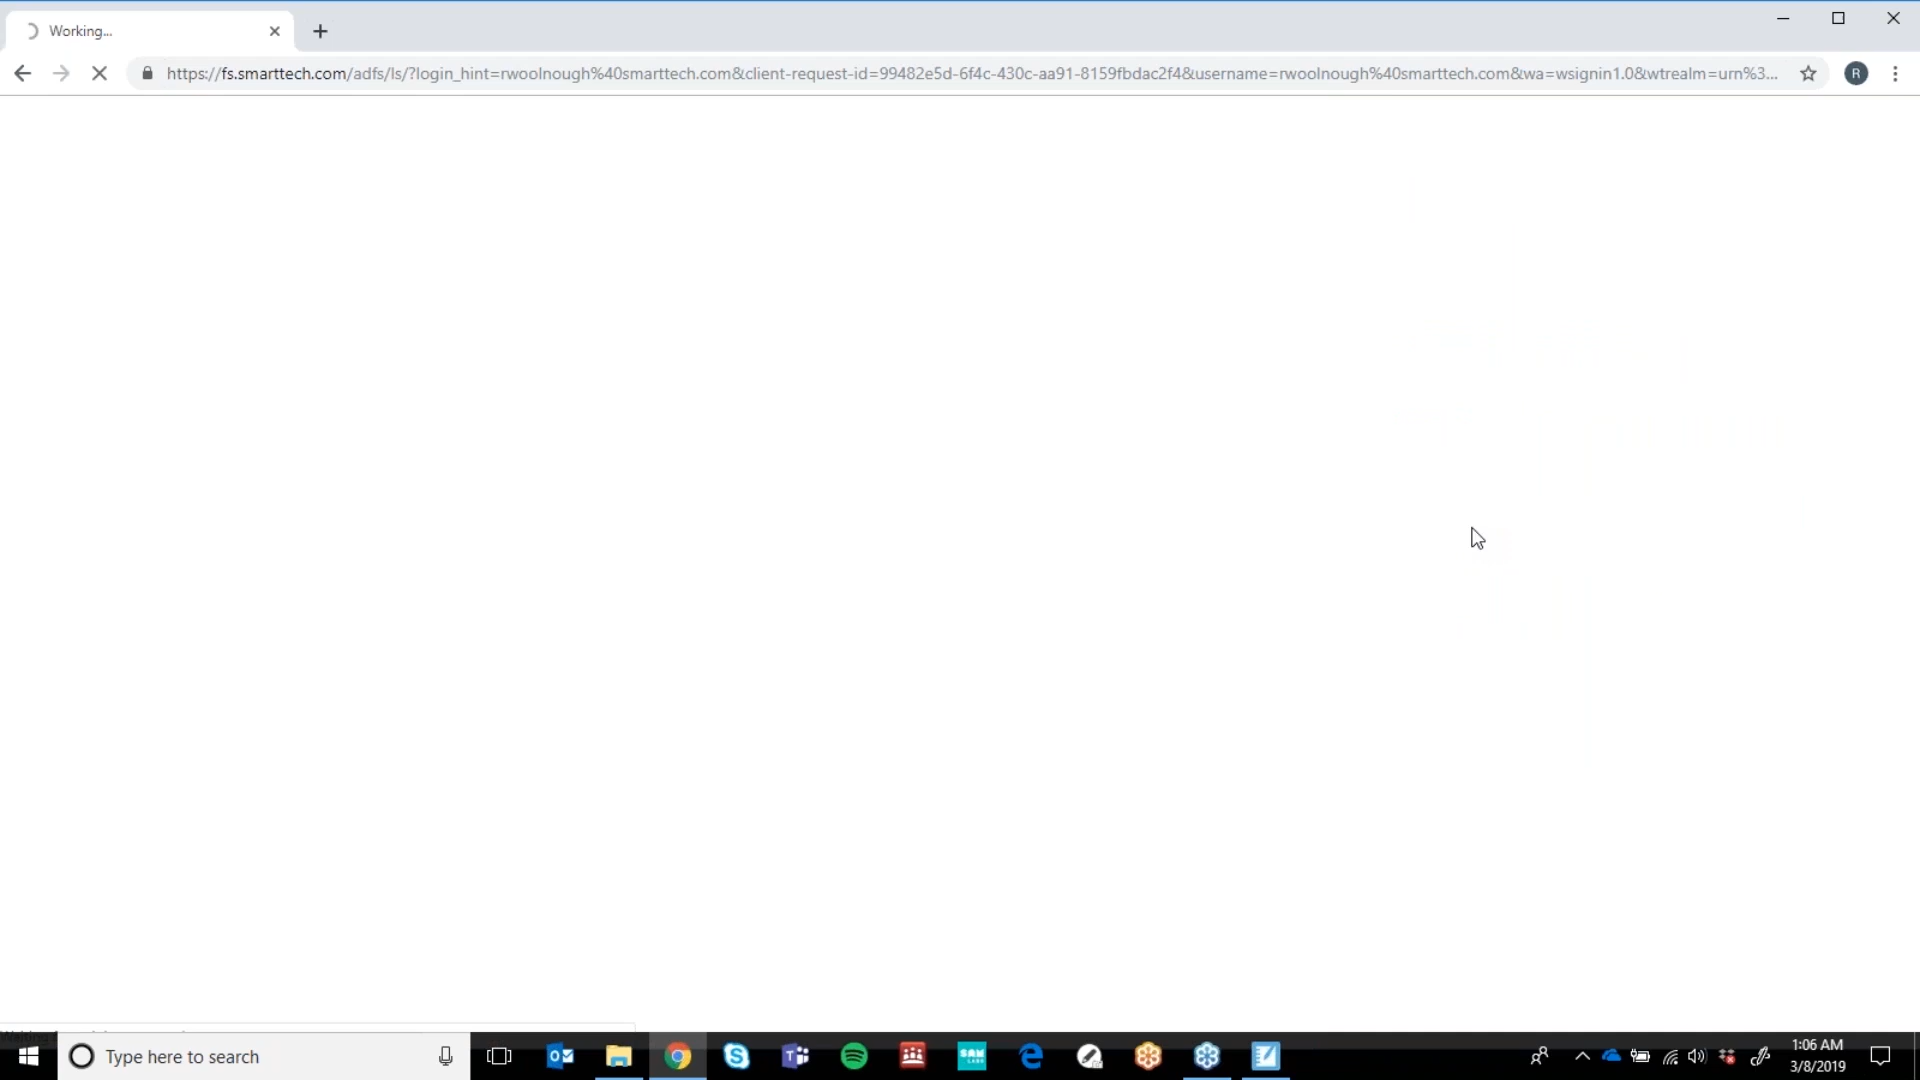 Working...
https://fs.smarttech.com/adfs/ls/?login_hint=rwoolnough%40smarttech.com&client-request-id=99482e5d-6f4c-430c-aa91-8159fbdac2f4&username=rwoolnough%40smarttech.com&wa=wsignin1.0&wtrealm=urn%3...
R
Type here to search
SAM
LABS
1:06 AM
3/8/2019